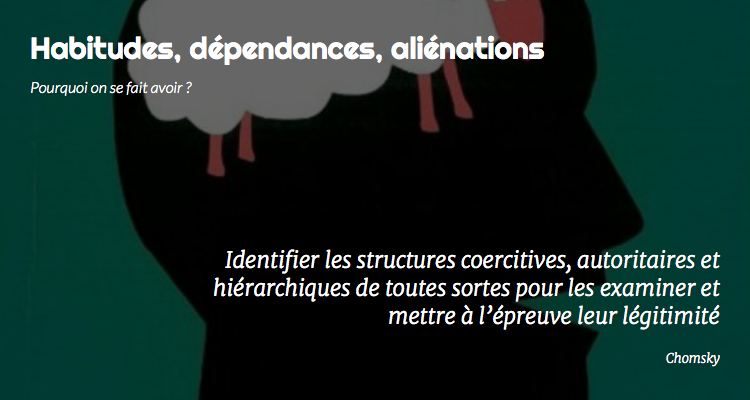 Habitudes, dépendances, aliénations
Pourquoi on se fait avoir ?
Identifier les structures coercitives, autoritaires et
hiérarchiques de toutes sortes pour les examiner et
mettre à l’épreuve leur légitimité
Chomsky